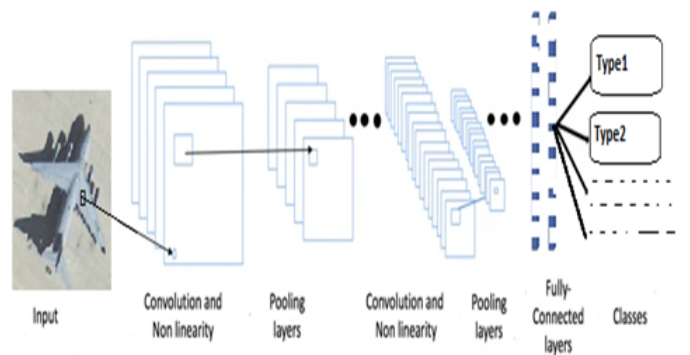 Type1
Type2
Input
Convolution and
Non linearity
Pooling
layers
Convolution and
Non linearity
Pooling
layers
Fully-
Connected
layers
Classes